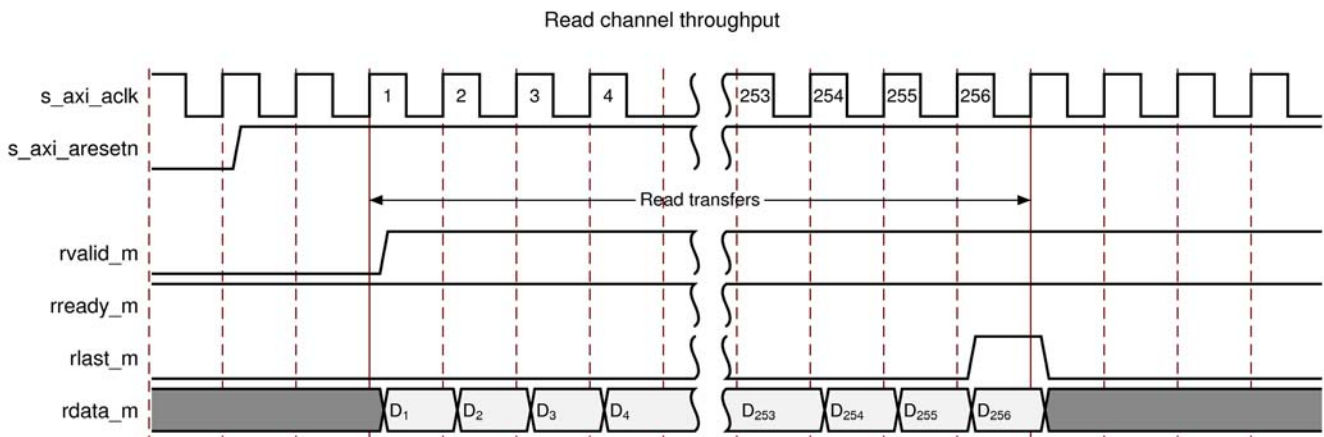 Read channel throughput
s_axi_aclk 1 2 3 4 253 254 255 256
s_axi_aresetn
Read transfers
rvalid_m
rready_m
rlast_m
rdata_m D1 D2 D3 D4 D253 D254 D255 D256